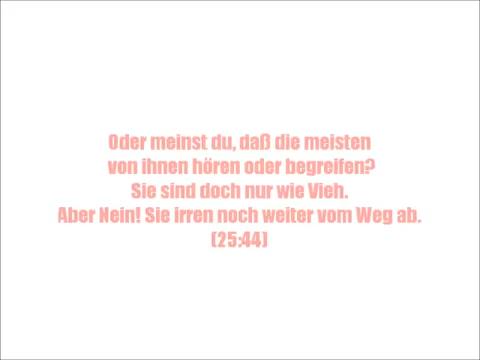 Oder meinst du, daß die meisten
von ihnen hören oder begreifen?
Sie sind doch nur wie Vieh.
Aber Nein! Sie irren noch weiter vom Weg ab.
(25:44)